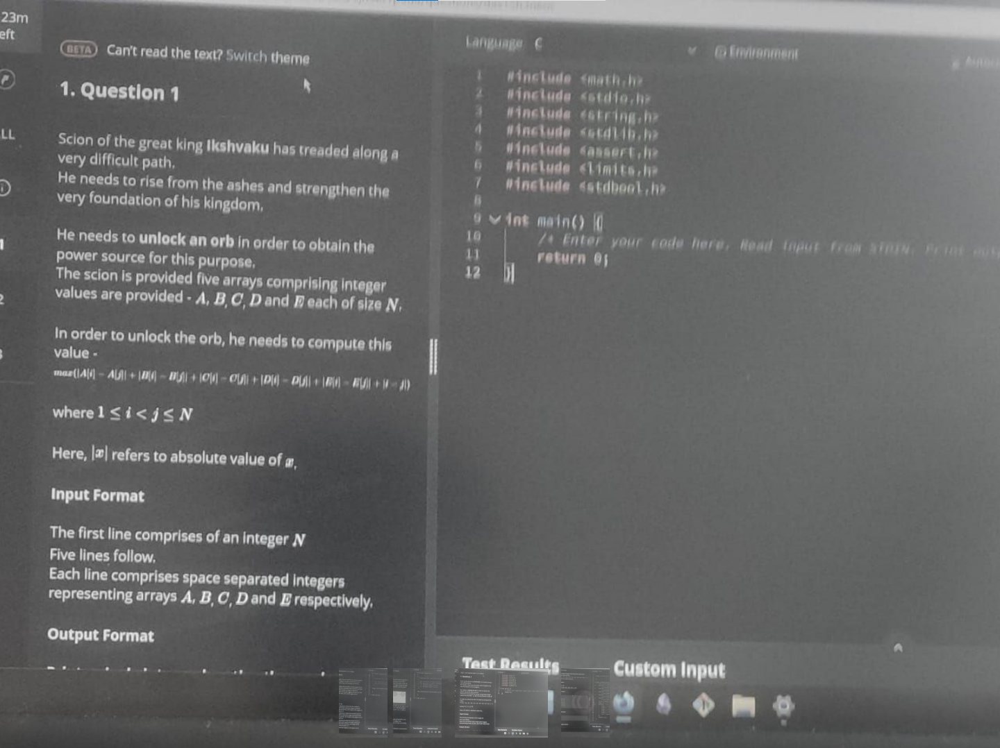 23m
eft
BETA Can't read the text? Switch theme
1. Question 1
LL
Scion of the great king Ikshvaku has treaded along a
very difficult path.
He needs to rise from the ashes and strengthen the
very foundation of his kingdom.
1
He needs to unlock an orb in order to obtain the
power source for this purpose.
The scion is provided five arrays comprising integer
2
values are provided - A, B, C, D and E each of size N.
In order to unlock the orb, he needs to compute this
value -
max(|A[i] - A[j]| + |B[i] - B[j]| + |C[i] - C[j]| + |D[i] - D[j]| + |E[i] - E[j]| + |i - j|)
where 1 ≤ i < j ≤ N
Here, |x| refers to absolute value of x.
Input Format
The first line comprises of an integer N
Five lines follow.
Each line comprises space separated integers
representing arrays A, B, C, D and E respectively.
Output Format
Language C
Environment
1 #include <math.h>
2 #include <stdio.h>
3 #include <string.h>
4 #include <stdlib.h>
5 #include <assert.h>
6 #include <limits.h>
7 #include <stdbool.h>
8
9 int main() {
10 /* Enter your code here. Read input from STDIN. Print
11 return 0;
12 }
Test Results
Custom Input